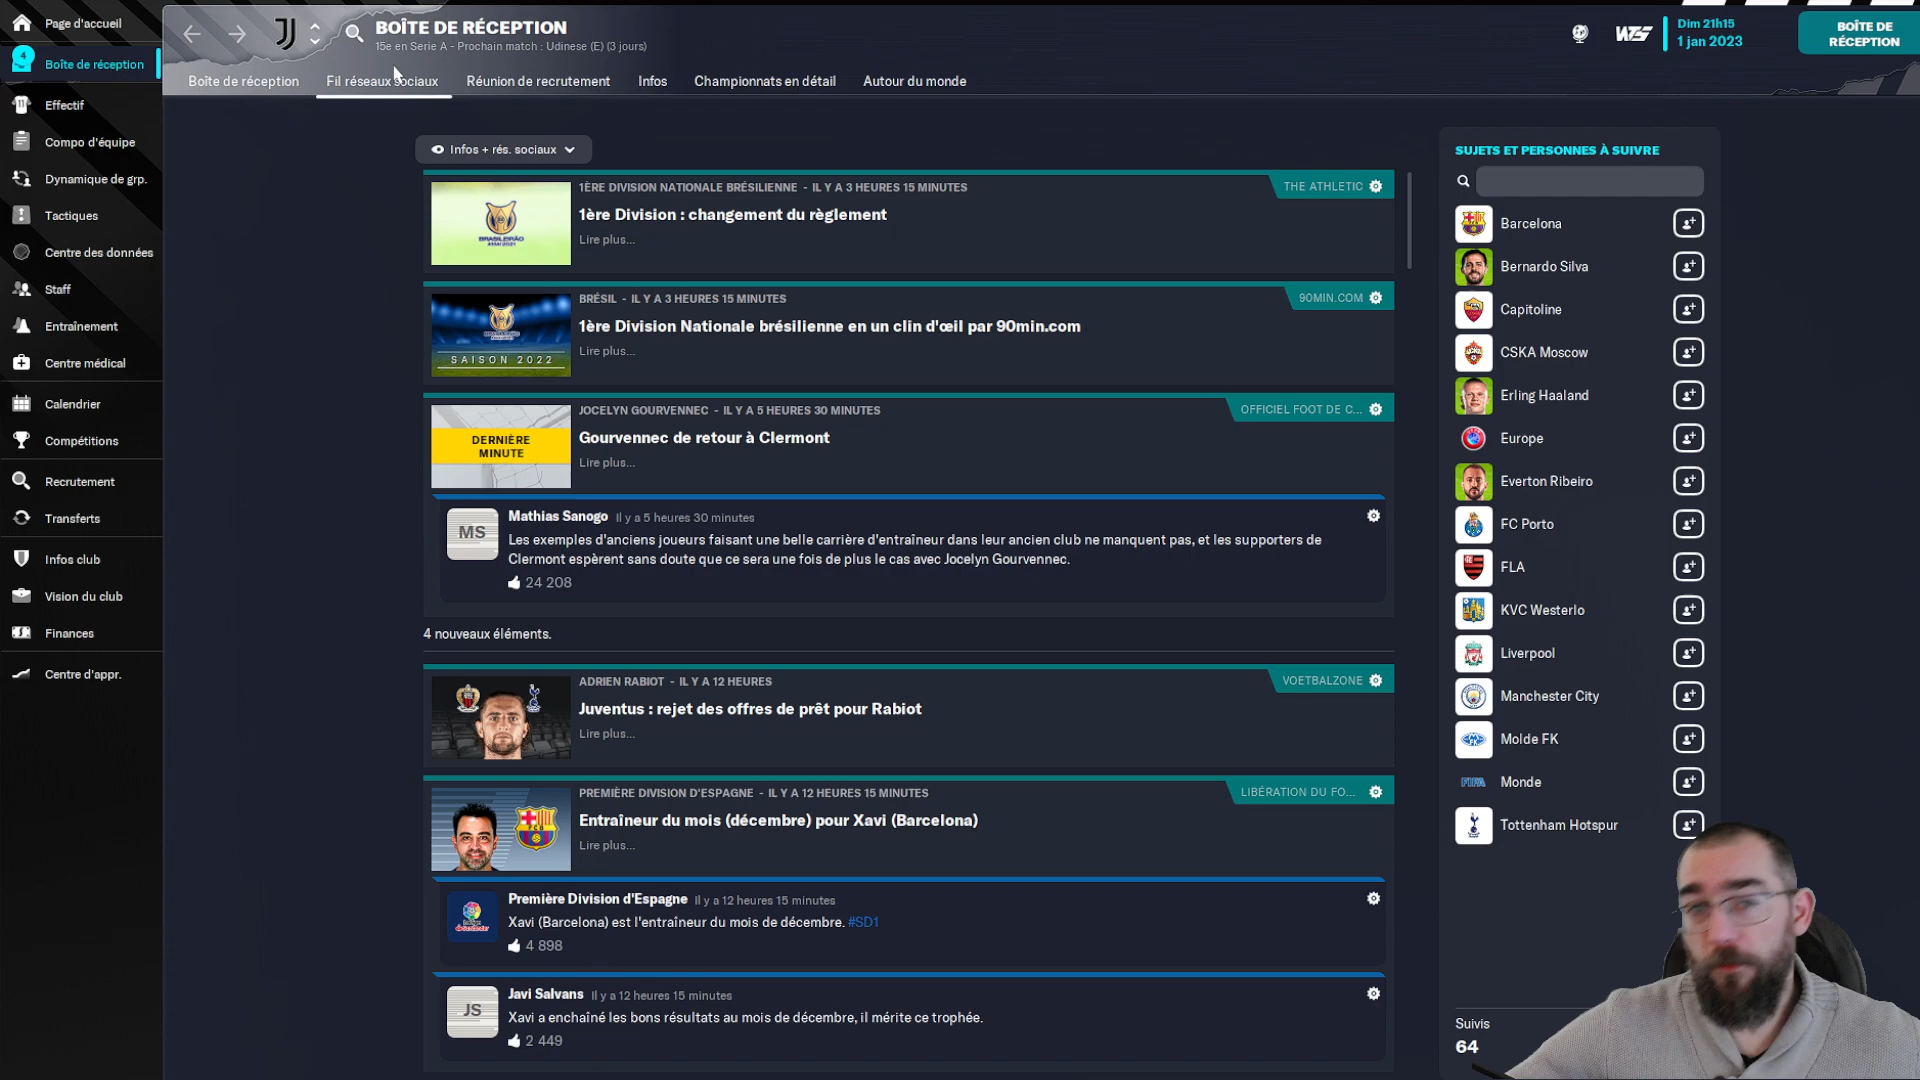 Page d'accueil
4
Boîte de réception
Effectif
Compo d'équipe
Dynamique de grp.
Tactiques
Centre des données
Staff
Entraînement
Centre médical
Calendrier
Compétitions
Recrutement
Transferts
Infos club
Vision du club
Finances
Centre d'appr.
BOÎTE DE RÉCEPTION
15e en Serie A - Prochain match : Udinese (E) (3 jours)
Dim 21h15
1 jan 2023
BOÎTE DE
RÉCEPTION
Boîte de réception
Fil réseaux sociaux
Réunion de recrutement
Infos
Championnats en détail
Autour du monde
Infos + rés. sociaux
1ÈRE DIVISION NATIONALE BRÉSILIENNE - IL Y A 3 HEURES 15 MINUTES
THE ATHLETIC
1ère Division : changement du règlement
Lire plus...
BRASILEIRÃO
BRÉSIL - IL Y A 3 HEURES 15 MINUTES
90MIN.COM
1ère Division Nationale brésilienne en un clin d'œil par 90min.com
Lire plus...
SAISON 2022
JOCELYN GOURVENNEC - IL Y A 5 HEURES 30 MINUTES
OFFICIEL FOOT DE C...
DERNIÈRE
MINUTE
Gourvennec de retour à Clermont
Lire plus...
MS
Mathias Sanogo Il y a 5 heures 30 minutes
Les exemples d'anciens joueurs faisant une belle carrière d'entraîneur dans leur ancien club ne manquent pas, et les supporters de
Clermont espèrent sans doute que ce sera une fois de plus le cas avec Jocelyn Gourvennec.
24 208
4 nouveaux éléments.
ADRIEN RABIOT - IL Y A 12 HEURES
VOETBALZONE
Juventus : rejet des offres de prêt pour Rabiot
Lire plus...
PREMIÈRE DIVISION D'ESPAGNE - IL Y A 12 HEURES 15 MINUTES
LIBÉRATION DU FO...
Entraîneur du mois (décembre) pour Xavi (Barcelona)
Lire plus...
Première Division d'Espagne Il y a 12 heures 15 minutes
Xavi (Barcelona) est l'entraîneur du mois de décembre. #SD1
4 898
JS
Javi Salvans Il y a 12 heures 15 minutes
Xavi a enchaîné les bons résultats au mois de décembre, il mérite ce trophée.
2 449
SUJETS ET PERSONNES À SUIVRE
Barcelona
Bernardo Silva
Capitoline
CSKA Moscow
Erling Haaland
Europe
Everton Ribeiro
FC Porto
FLA
KVC Westerlo
Liverpool
Manchester City
Molde FK
FIFA
Monde
Tottenham Hotspur
Suivis
64